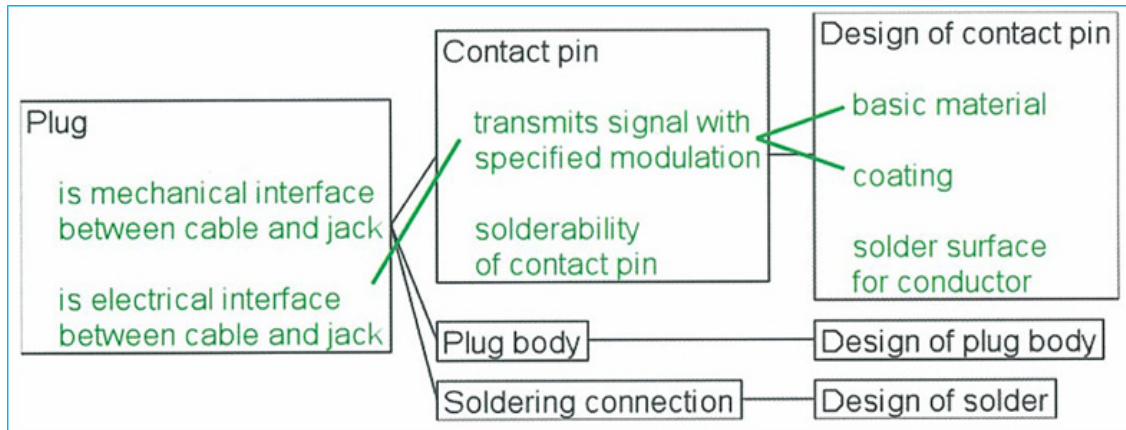 Plug
is mechanical interface
between cable and jack
is electrical interface
between cable and jack
Contact pin
transmits signal with
specified modulation
solderability
of contact pin
Plug body
Soldering connection
Design of contact pin
basic material
coating
solder surface
for conductor
Design of plug body
Design of solder